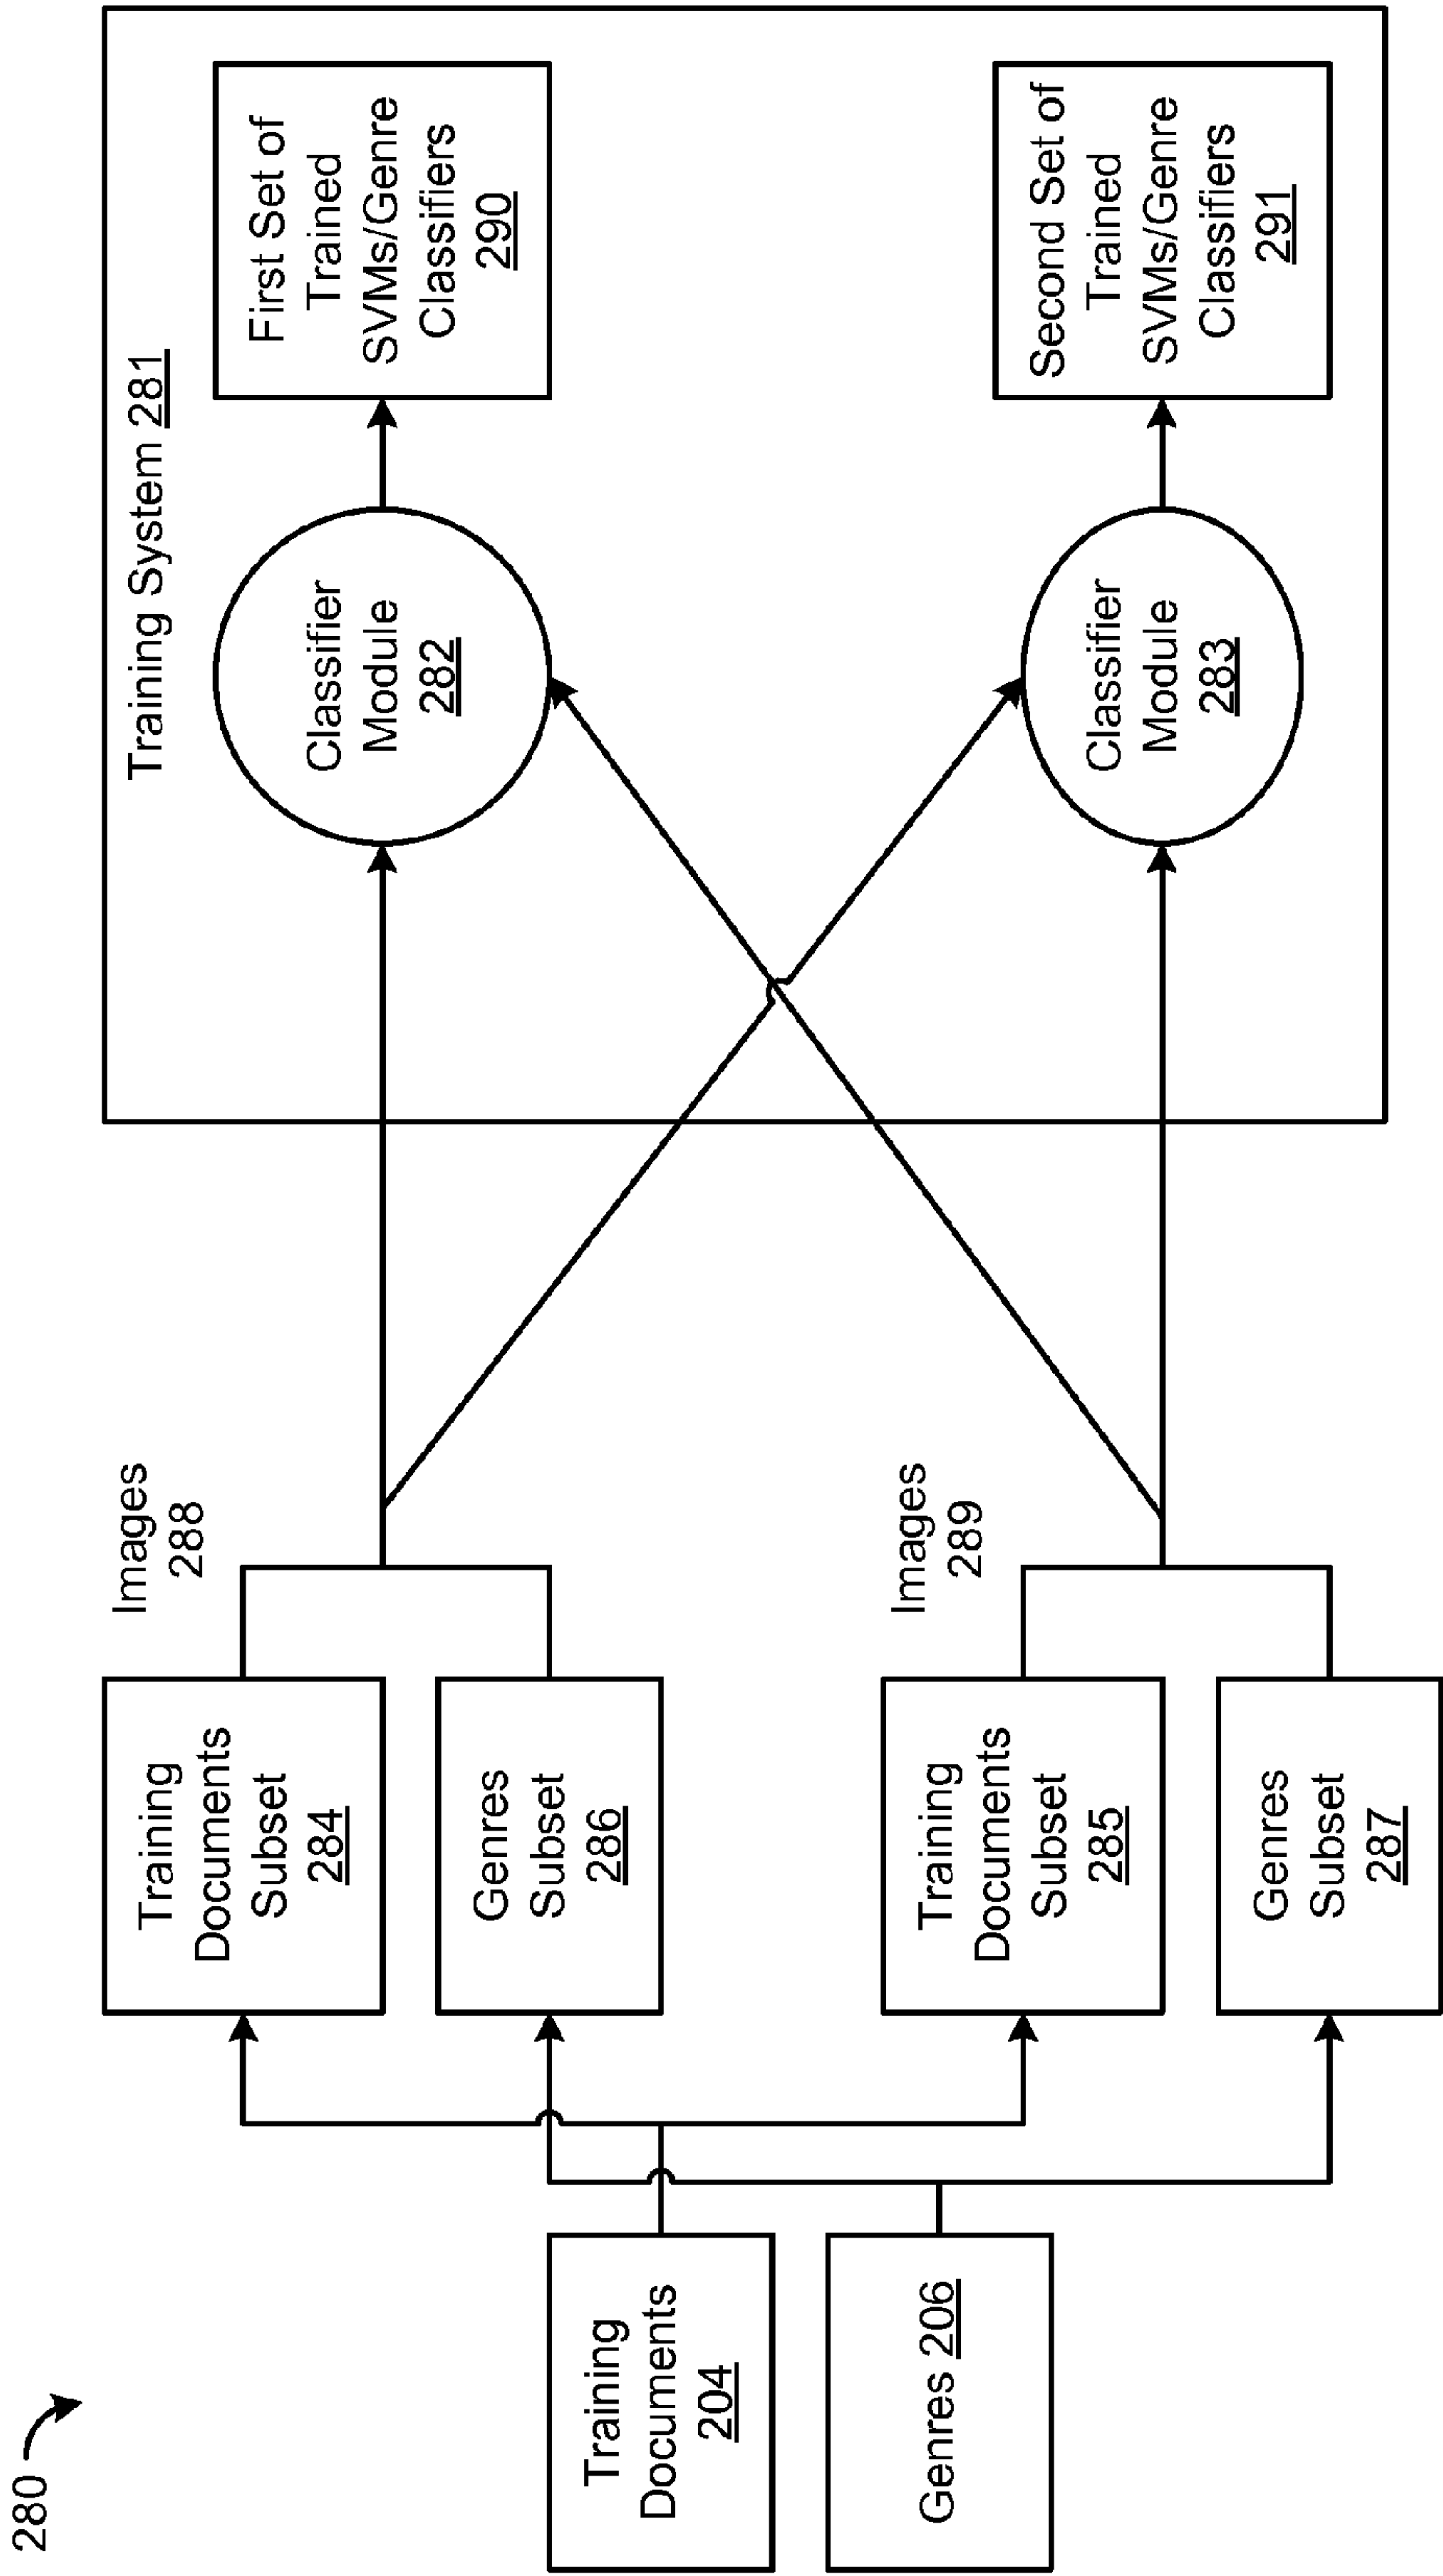 280
Training
Documents
204
Genres 206
Training
Documents
Subset
284
Genres
Subset
286
Training
Documents
Subset
285
Genres
Subset
287
Images
288
Images
289
Training System 281
Classifier
Module
282
Classifier
Module
283
First Set of
Trained
SVMs/Genre
Classifiers
290
Second Set of
Trained
SVMs/Genre
Classifiers
291